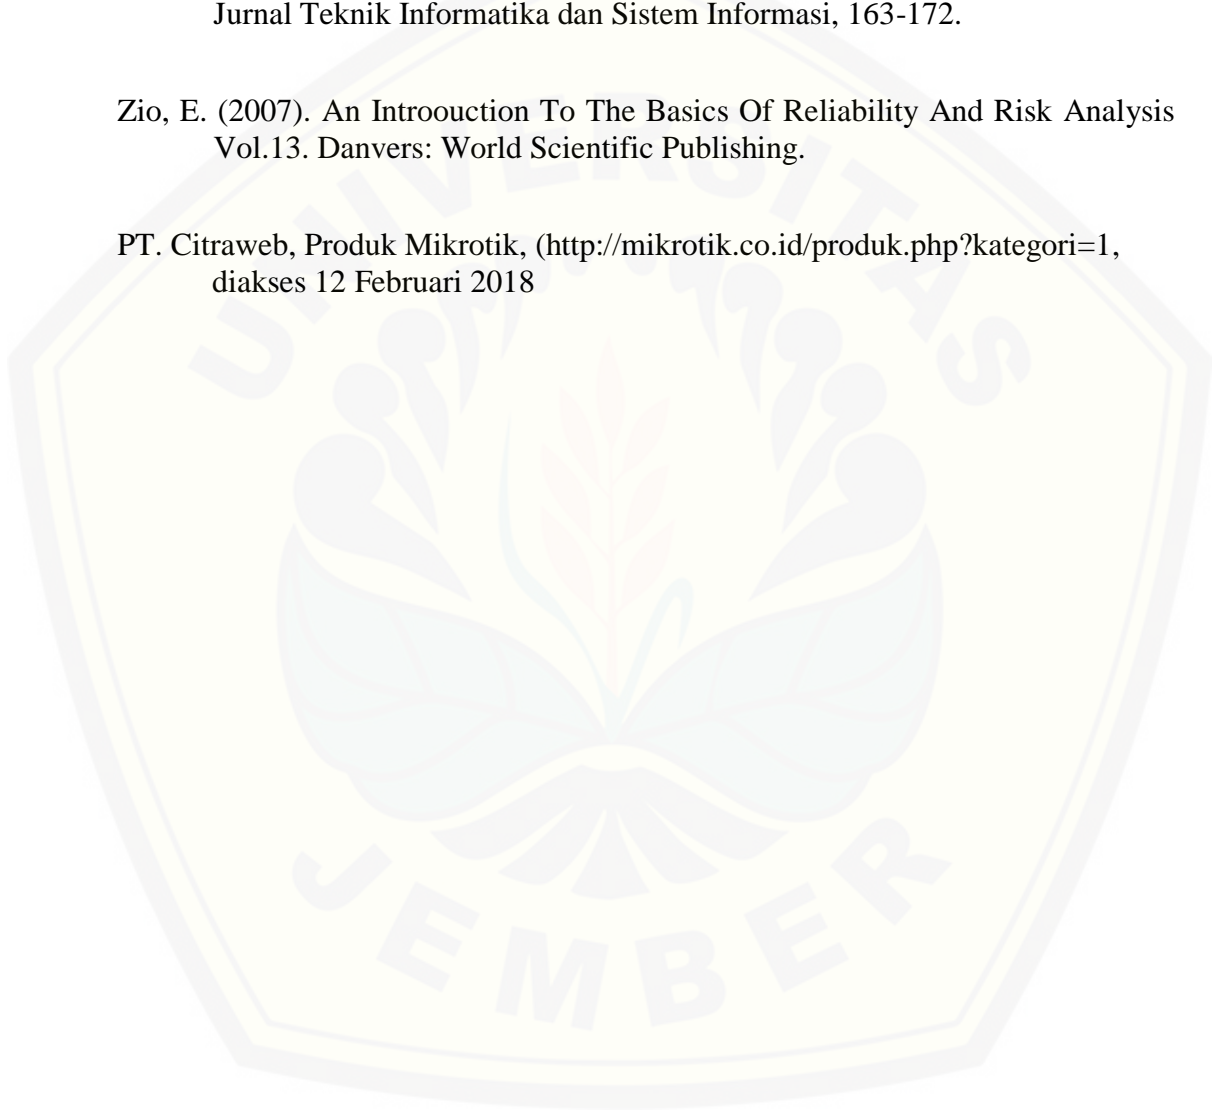 Jurnal Teknik Informatika dan Sistem Informasi, 163-172.
Zio, E. (2007). An Introouction To The Basics Of Reliability And Risk Analysis
Vol.13. Danvers: World Scientific Publishing.
PT. Citraweb, Produk Mikrotik, (http://mikrotik.co.id/produk.php?kategori=1,
diakses 12 Februari 2018
UNIVERSITAS
JEMBER